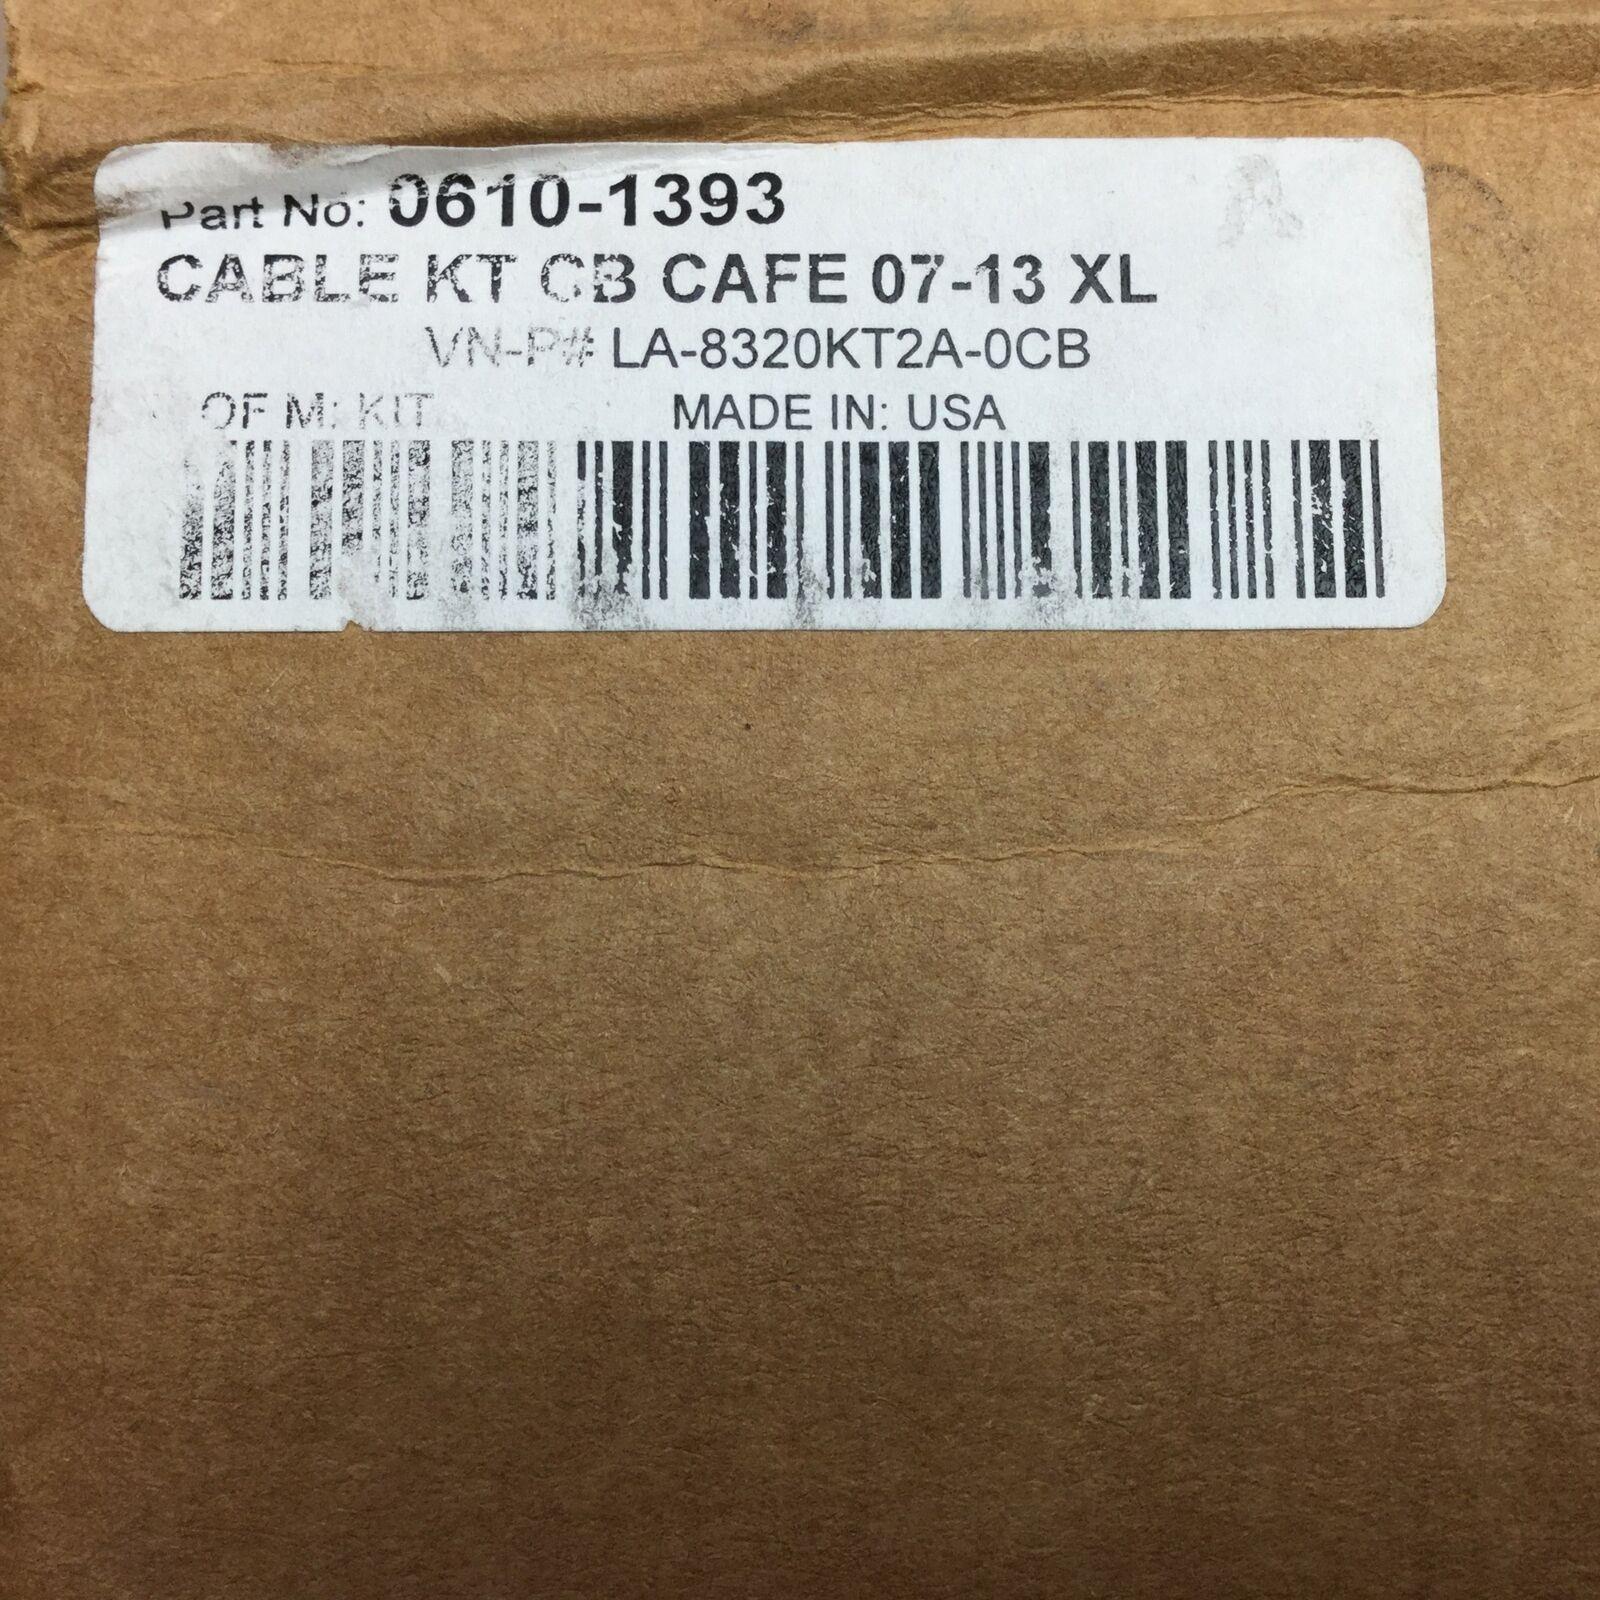 Part No: 0610-1393
CABLE KT CB CAFE 07-13 XL
VN-P# LA-8320KT2A-0CB
OF M: KIT MADE IN: USA